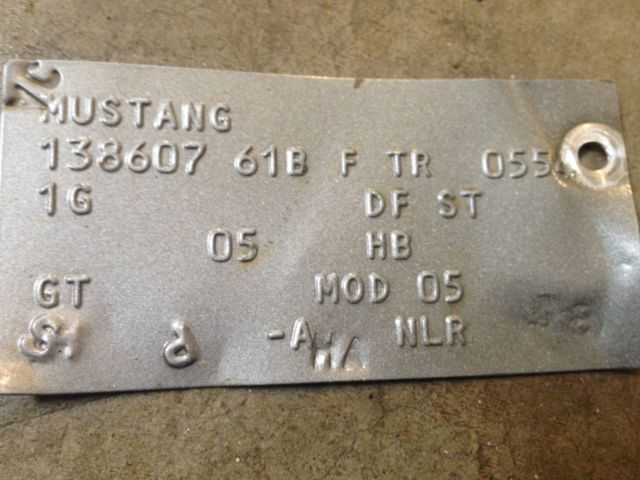 MUSTANG
138607 61B F TR 055
1G DF ST
05 HB
GT MOD 05
P -A NLR